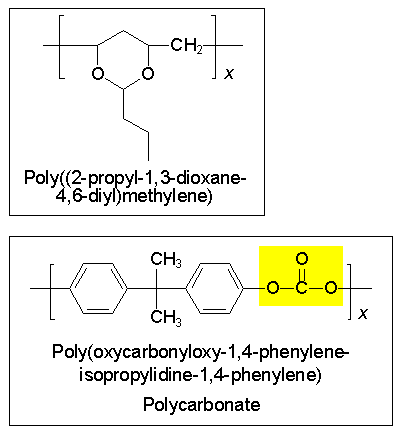 CH2
x
O O
Poly((2-propyl-1,3-dioxane-
4,6-diyl)methylene)
CH3
O
O C O
CH3
x
Poly(oxycarbonyloxy-1,4-phenylene-
isopropylidine-1,4-phenylene)
Polycarbonate